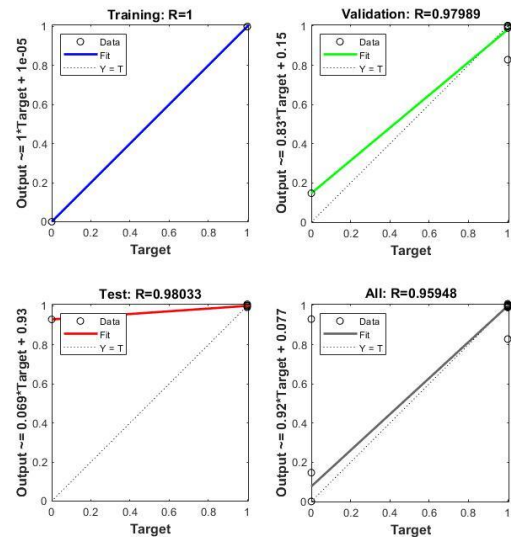 Training: R=1
Output ~= 1*Target + 1e-05
1
0.8
0.6
0.4
0.2
0
Data
Fit
Y = T
0 0.2 0.4 0.6 0.8 1
Target
Validation: R=0.97989
Output ~= 0.83*Target + 0.15
1
0.8
0.6
0.4
0.2
0
Data
Fit
Y = T
0 0.2 0.4 0.6 0.8 1
Target
Test: R=0.98033
Output ~= 0.069*Target + 0.93
1
0.8
0.6
0.4
0.2
0
Data
Fit
Y = T
0 0.2 0.4 0.6 0.8 1
Target
All: R=0.95948
Output ~= 0.92*Target + 0.077
1
0.8
0.6
0.4
0.2
0
Data
Fit
Y = T
0 0.2 0.4 0.6 0.8 1
Target